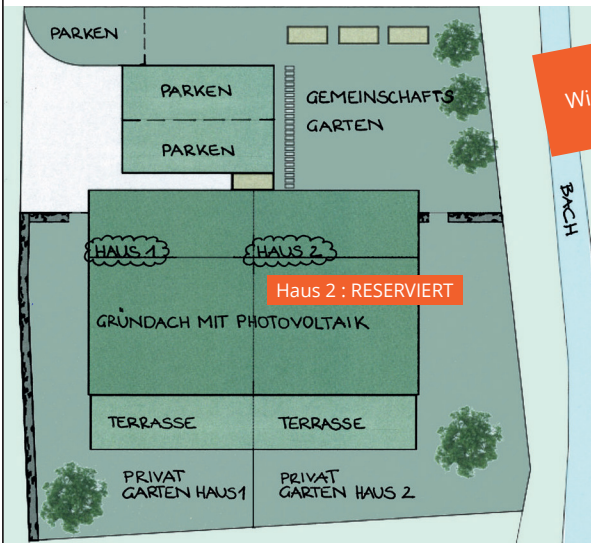 PARKEN
PARKEN
PARKEN
GEMEINSCHAFTS
GARTEN
Wi
BACH
HAUS 1
HAUS 2
Haus 2 : RESERVIERT
GRÜNDACH MIT PHOTOVOLTAIK
TERRASSE
TERRASSE
PRIVAT
GARTEN HAUS 1
PRIVAT
GARTEN HAUS 2